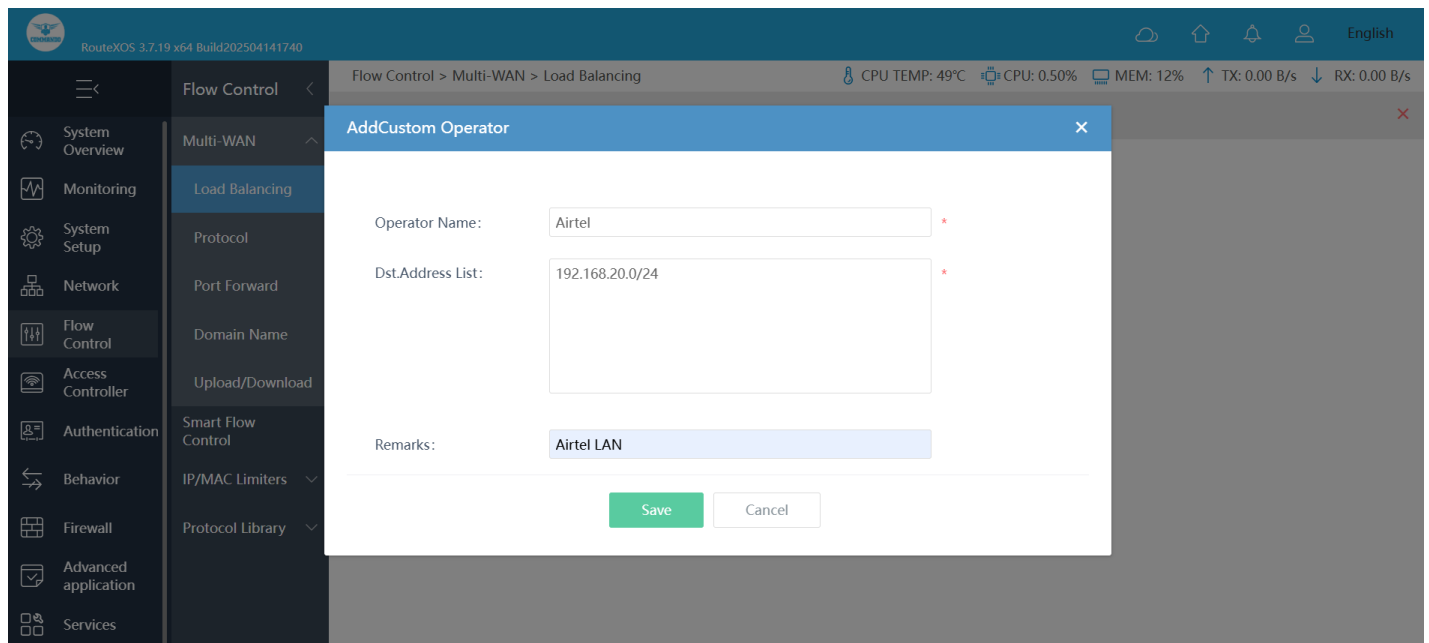 COMMANDO
RouteXOS 3.7.19 x64 Build202504141740
English
Flow Control
Flow Control > Multi-WAN > Load Balancing
CPU TEMP: 49℃ CPU: 0.50% MEM: 12% TX: 0.00 B/s RX: 0.00 B/s
System
Overview
Monitoring
System
Setup
Network
Flow
Control
Access
Controller
Authentication
Behavior
Firewall
Advanced
application
Services
Multi-WAN
Load Balancing
Protocol
Port Forward
Domain Name
Upload/Download
Smart Flow
Control
IP/MAC Limiters
Protocol Library
AddCustom Operator
Operator Name: Airtel *
Dst.Address List: 192.168.20.0/24 *
Remarks: Airtel LAN
Save Cancel